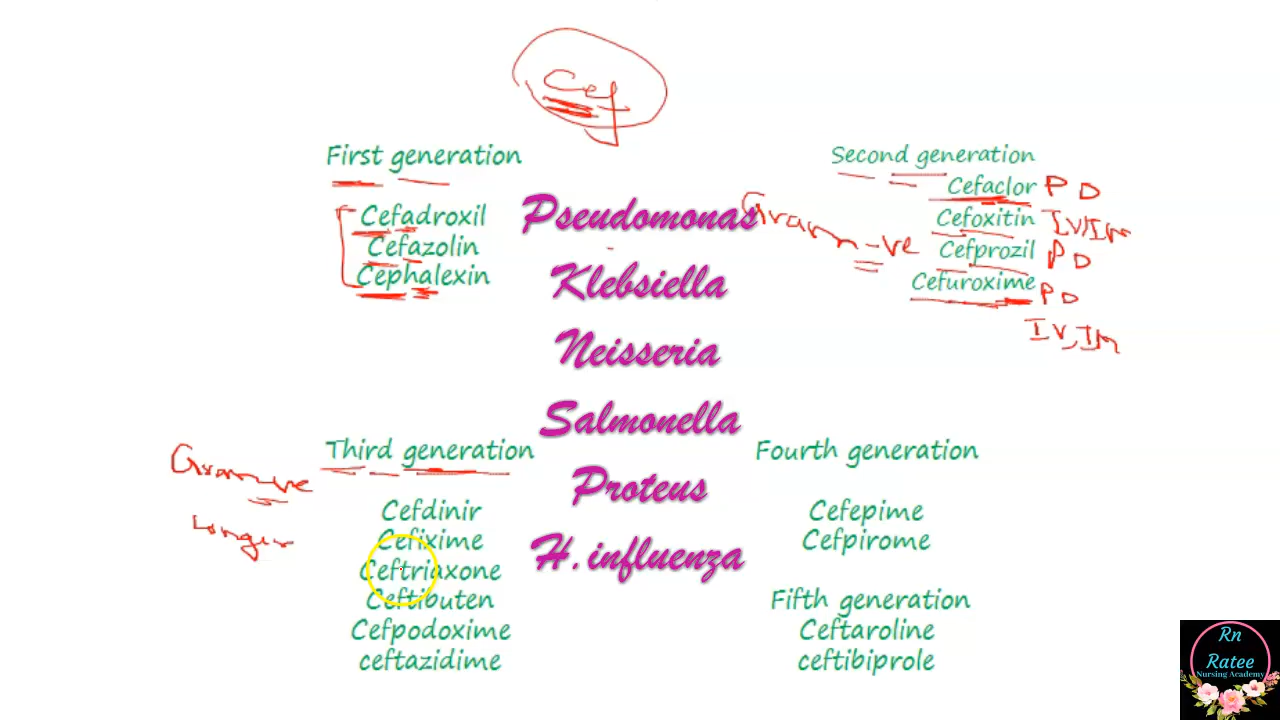 Cef
First generation
Cefadroxil
Cefazolin
Cephalexin
Second generation
Cefaclor PO
Cefoxitin IV/IM
Cefprozil PO
Cefuroxime PO
IV, IM
Gram -ve
Pseudomonas
Klebsiella
Neisseria
Salmonella
Proteus
H. influenza
Gram -ve
Longer
Third generation
Cefdinir
Cefixime
Ceftriaxone
Ceftibuten
Cefpodoxime
ceftazidime
Fourth generation
Cefepime
Cefpirome
Fifth generation
Ceftaroline
ceftibiprole
Rn
Ratee
Nursing Academy